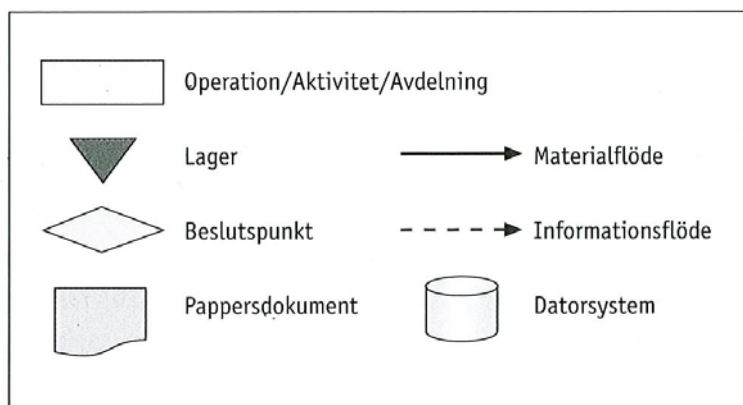 Operation/Aktivitet/Avdelning
Lager
Materialflöde
Beslutspunkt
Informationsflöde
Pappersdokument
Datorsystem